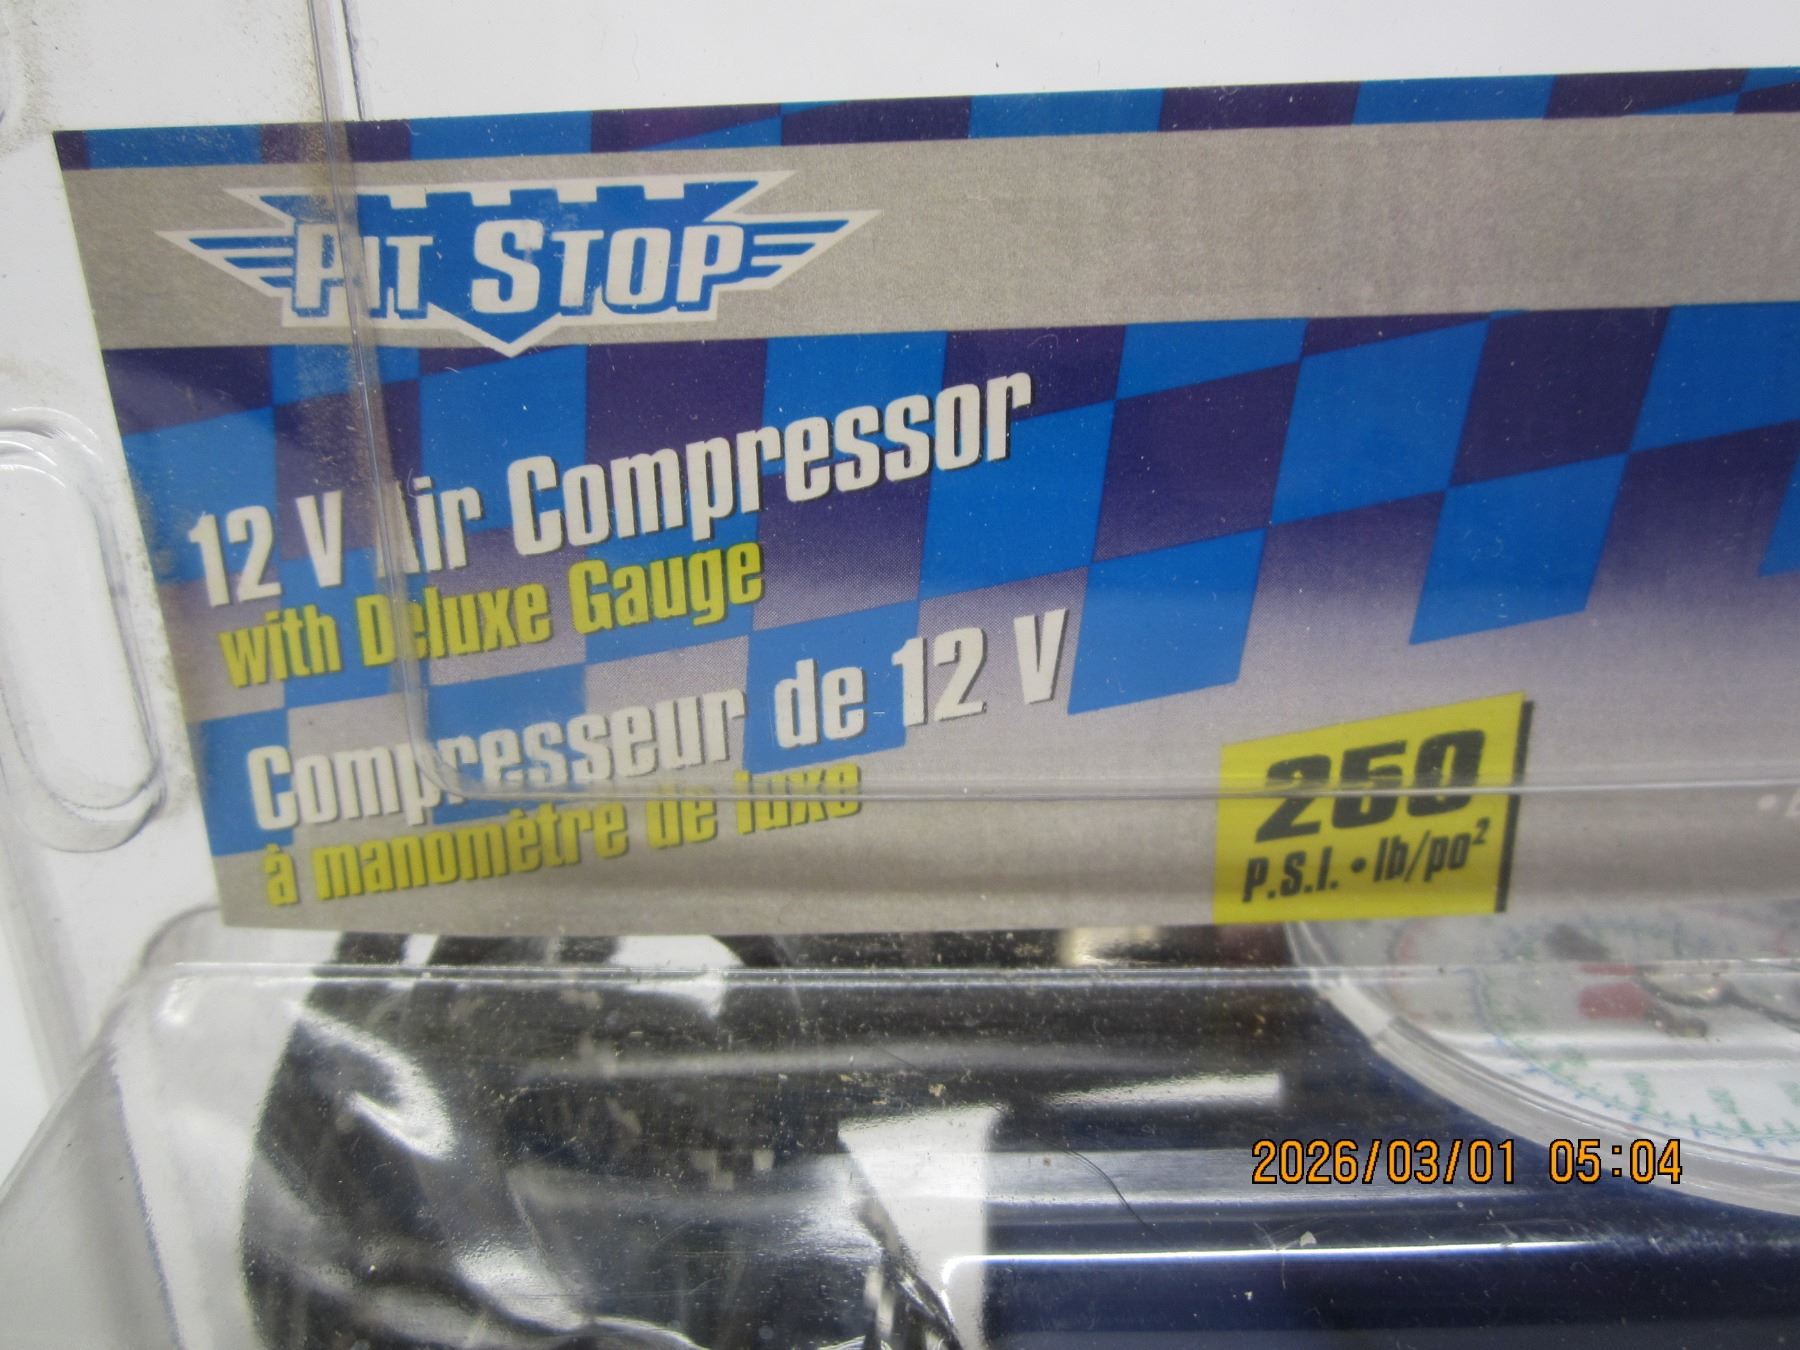 PIT STOP
12 V Air Compressor
with Deluxe Gauge
Compresseur de 12 V
à manomètre de luxe
250
P.S.I. • lb/po²
2026/03/01 05:04